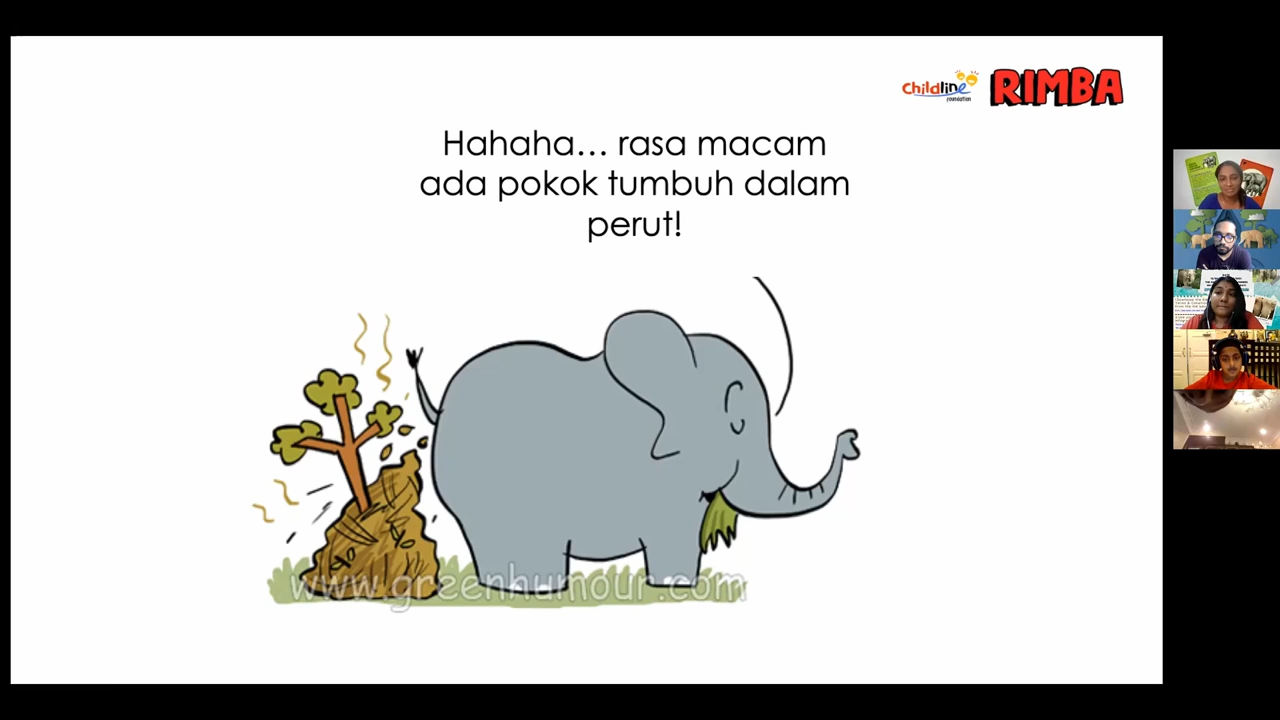 Childline
foundation
RIMBA
Hahaha... rasa macam
ada pokok tumbuh dalam
perut!
www.greenhumour.com